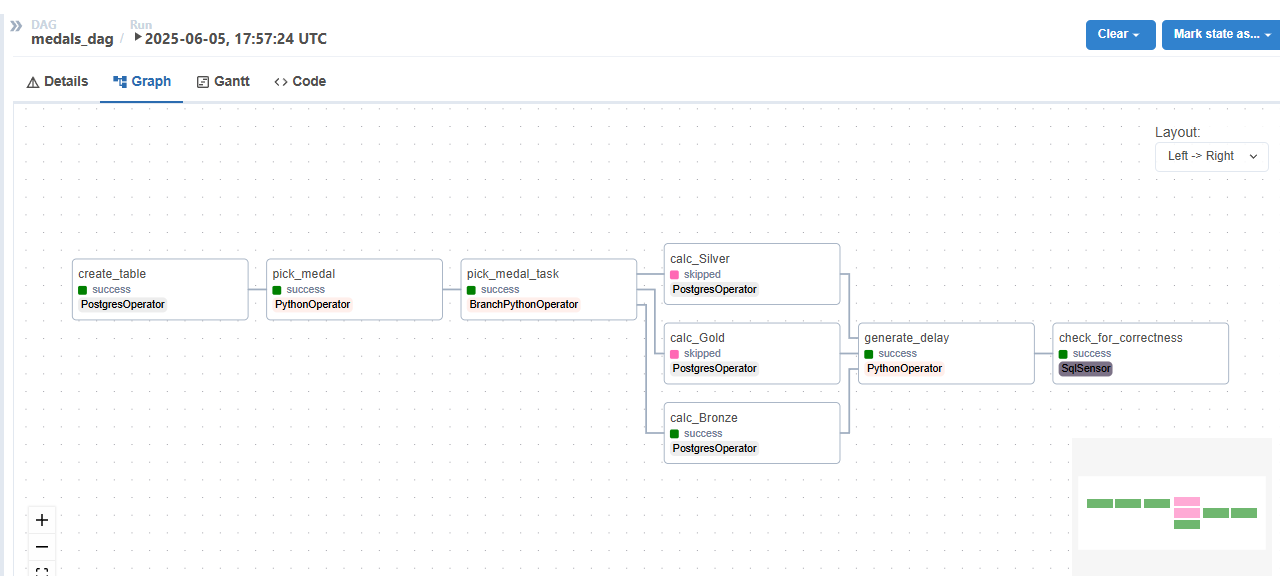 DAG
medals_dag
/
Run
2025-06-05, 17:57:24 UTC
Clear
Mark state as...
Details
Graph
Gantt
Code
Layout:
Left -> Right
create_table
success
PostgresOperator
pick_medal
success
PythonOperator
pick_medal_task
success
BranchPythonOperator
calc_Silver
skipped
PostgresOperator
calc_Gold
skipped
PostgresOperator
calc_Bronze
success
PostgresOperator
generate_delay
success
PythonOperator
check_for_correctness
success
SqlSensor